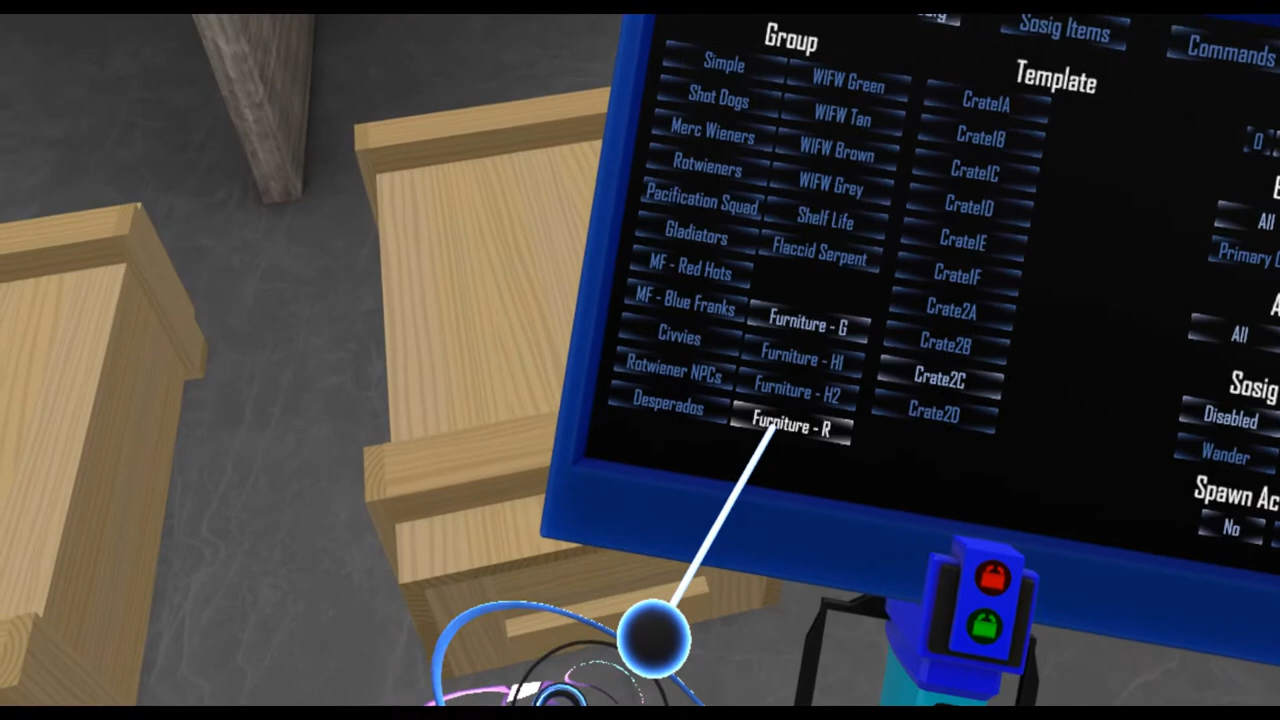 Sosig Items
Commands
Group
Template
Simple
Shot Dogs
Merc Wieners
Rotwieners
Pacification Squad
Gladiators
MF - Red Hots
MF - Blue Franks
Civvies
Rotwiener NPCs
Desperados
WIFW Green
WIFW Tan
WIFW Brown
WIFW Grey
Shelf Life
Flaccid Serpent
Furniture - G
Furniture - H1
Furniture - H2
Furniture - R
Crate1A
Crate1B
Crate1C
Crate1D
Crate1E
Crate1F
Crate2A
Crate2B
Crate2C
Crate2D
0
All
Primary
All
Sosig
Disabled
Wander
Spawn
No